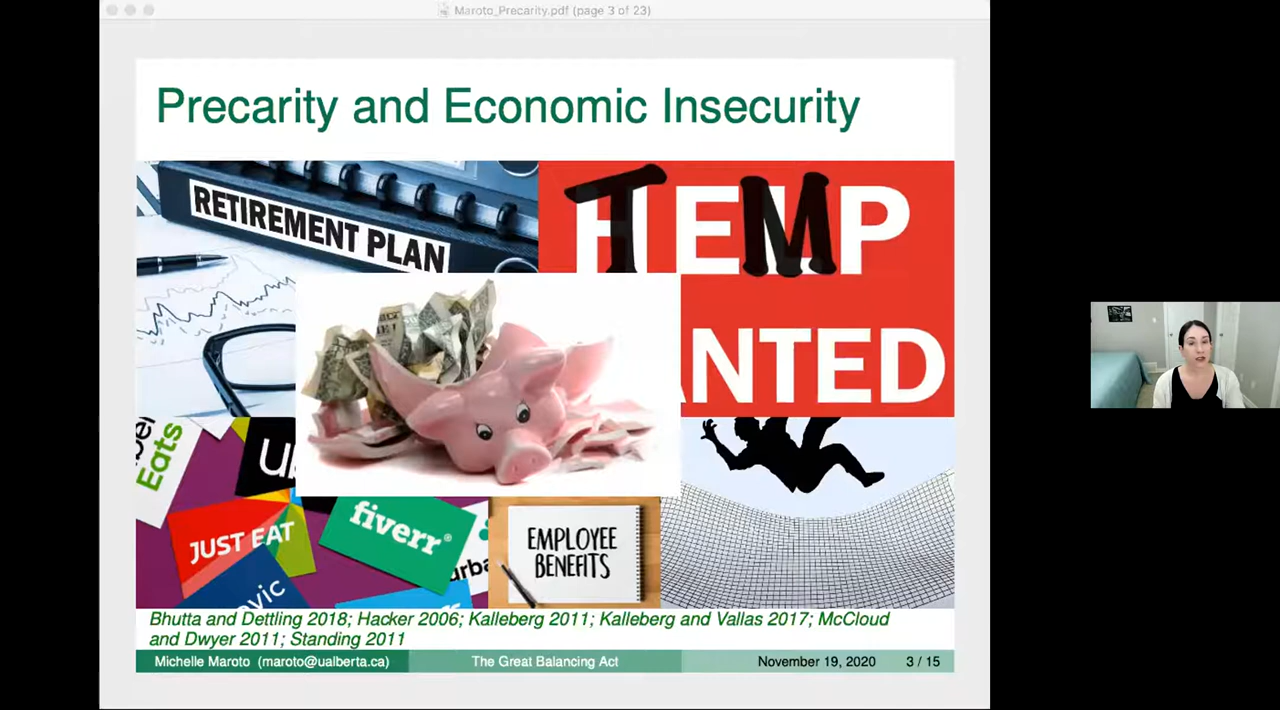 Maroto_Precarity.pdf (page 3 of 23)
Precarity and Economic Insecurity
RETIREMENT PLAN
TEMP
ANTED
Eats
JUST EAT
fiverr®
EMPLOYEE
BENEFITS
Bhutta and Dettling 2018; Hacker 2006; Kalleberg 2011; Kalleberg and Vallas 2017; McCloud
and Dwyer 2011; Standing 2011
Michelle Maroto (maroto@ualberta.ca) The Great Balancing Act November 19, 2020 3 / 15